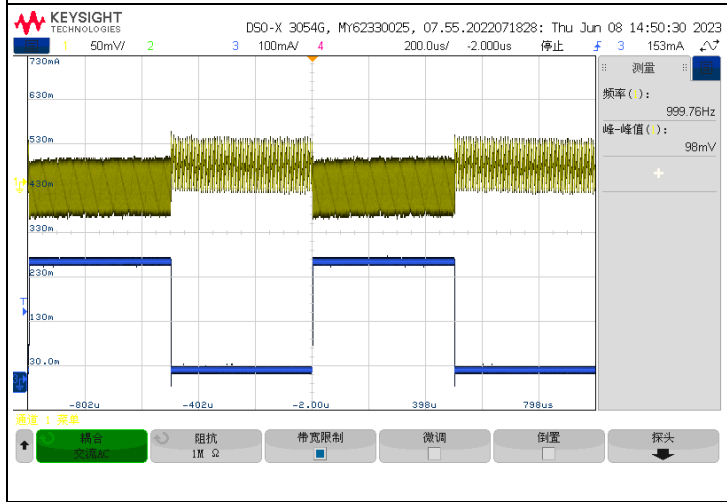 KEYSIGHT
TECHNOLOGIES
DSO-X 3054G, MY62330025, 07.55.2022071828: Thu Jun 08 14:50:30 2023
1 50mV/ 2 3 100mA/ 4 200.0us/ -2.000us 停止 3 153mA
730mA
630m
530m
430m
330m
230m
130m
30.0m
-802u -402u -2.00u 398u 798us
测量
频率( ):
999.76Hz
峰-峰值( ):
98mV
通道 1 菜单
耦合
交流AC
阻抗
1M Ω
带宽限制
微调
倒置
探头